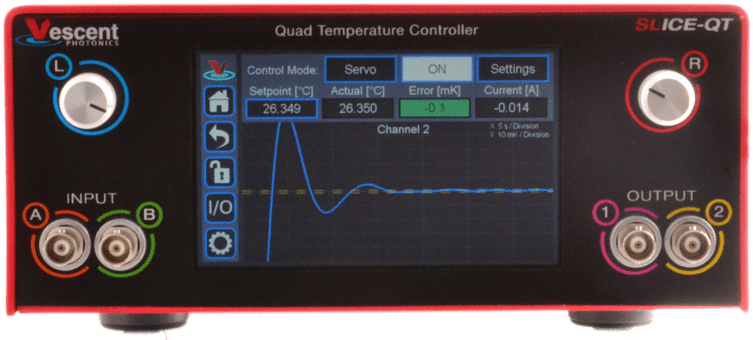 Vescent
PHOTONICS
Quad Temperature Controller
SLICE-QT
L
R
Control Mode: Servo ON Settings
Setpoint [°C] Actual [°C] Error [mK] Current [A]
26.349 26.350 -0.1 -0.014
Channel 2
X 5 s / Division
Y 10 mK / Division
I/O
INPUT
A B
OUTPUT
1 2